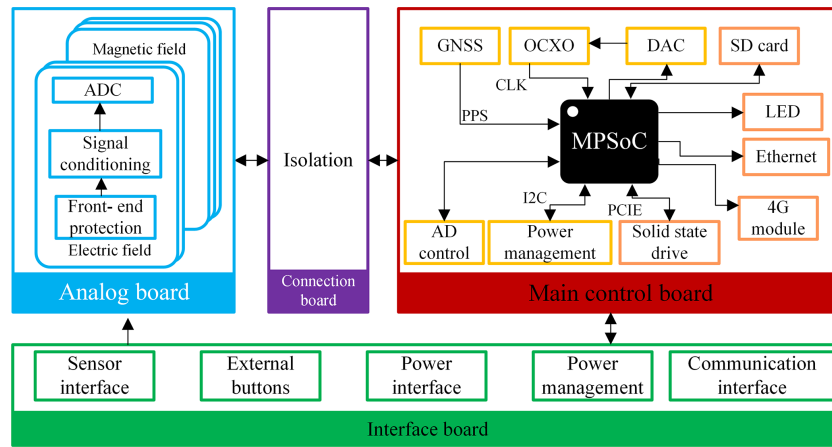 Magnetic field
ADC
Signal
conditioning
Front- end
protection
Electric field
Analog board
Isolation
Connection
board
GNSS
OCXO
DAC
SD card
CLK
PPS
MPSoC
LED
Ethernet
4G
module
I2C
PCIE
AD
control
Power
management
Solid state
drive
Main control board
Sensor
interface
External
buttons
Power
interface
Power
management
Communication
interface
Interface board